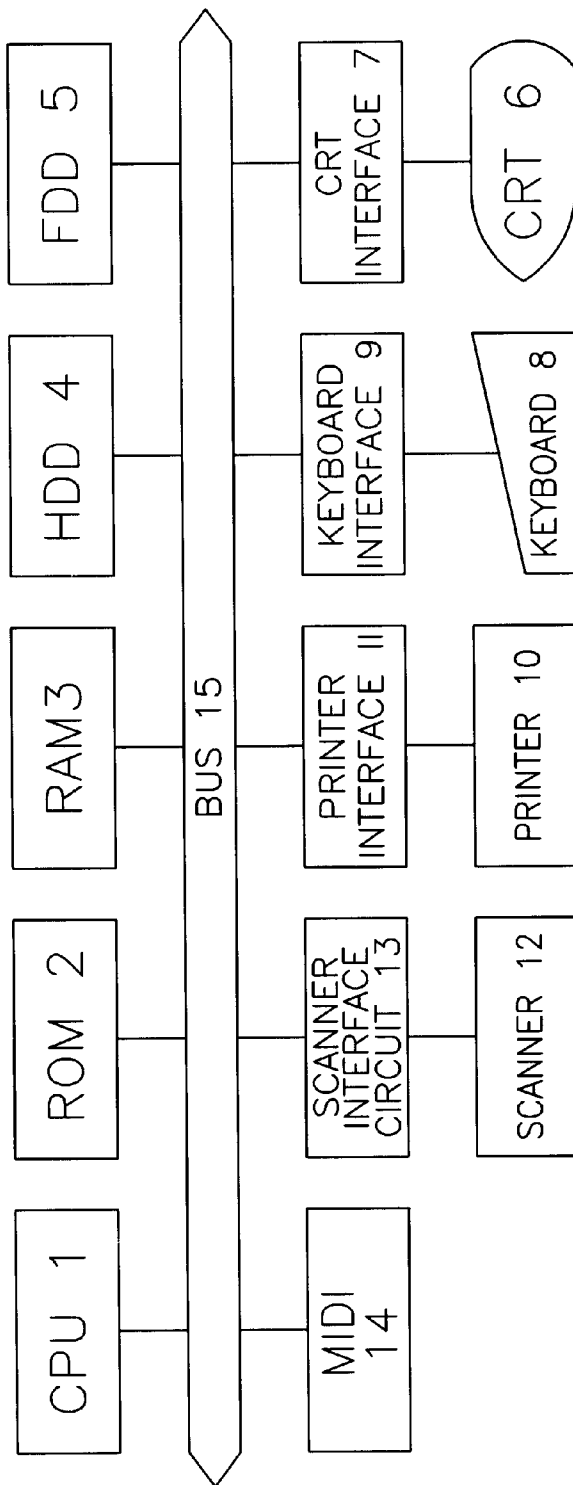 CPU 1
ROM 2
RAM3
HDD 4
FDD 5
BUS 15
MIDI
14
SCANNER
INTERFACE
CIRCUIT 13
PRINTER
INTERFACE 11
KEYBOARD
INTERFACE 9
CRT
INTERFACE 7
SCANNER 12
PRINTER 10
KEYBOARD 8
CRT 6